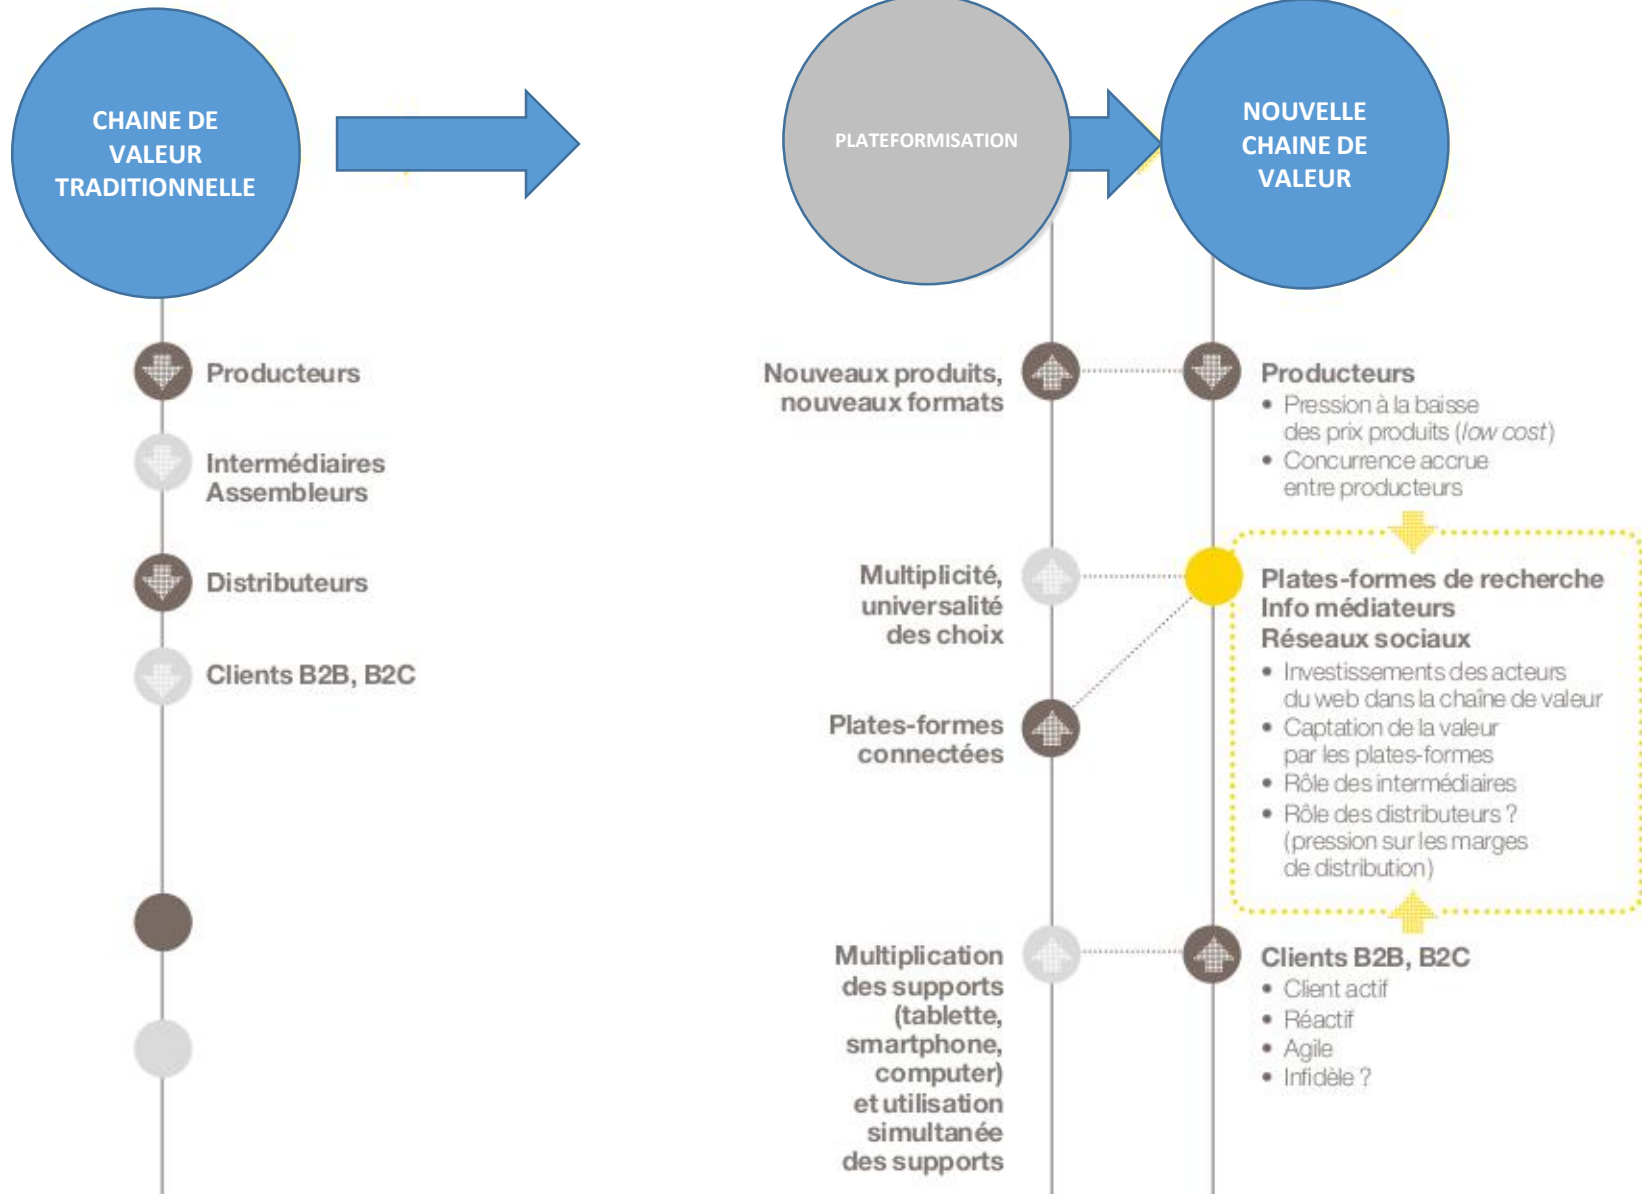 CHAINE DE
VALEUR
TRADITIONNELLE
PLATEFORMISATION
NOUVELLE
CHAINE DE
VALEUR
Producteurs
Intermédiaires
Assembleurs
Distributeurs
Clients B2B, B2C
Nouveaux produits,
nouveaux formats
Multiplicité,
universalité
des choix
Plates-formes
connectées
Multiplication
des supports
(tablette,
smartphone,
computer)
et utilisation
simultanée
des supports
Producteurs
• Pression à la baisse
des prix produits (low cost)
• Concurrence accrue
entre producteurs
Plates-formes de recherche
Info médiateurs
Réseaux sociaux
• Investissements des acteurs
du web dans la chaîne de valeur
• Captation de la valeur
par les plates-formes
• Rôle des intermédiaires
• Rôle des distributeurs ?
(pression sur les marges
de distribution)
Clients B2B, B2C
• Client actif
• Réactif
• Agile
• Infidèle ?